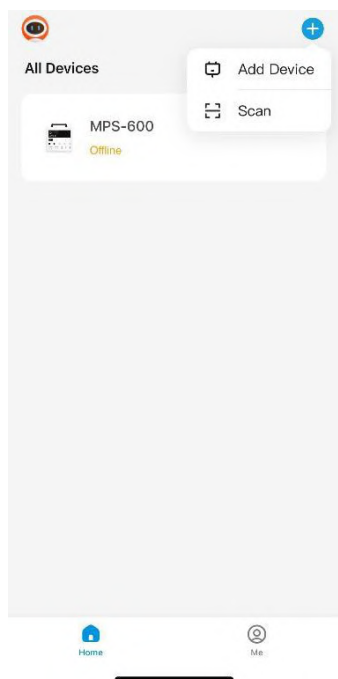 All Devices
Add Device
Scan
MPS-600
Offline
Home
Me